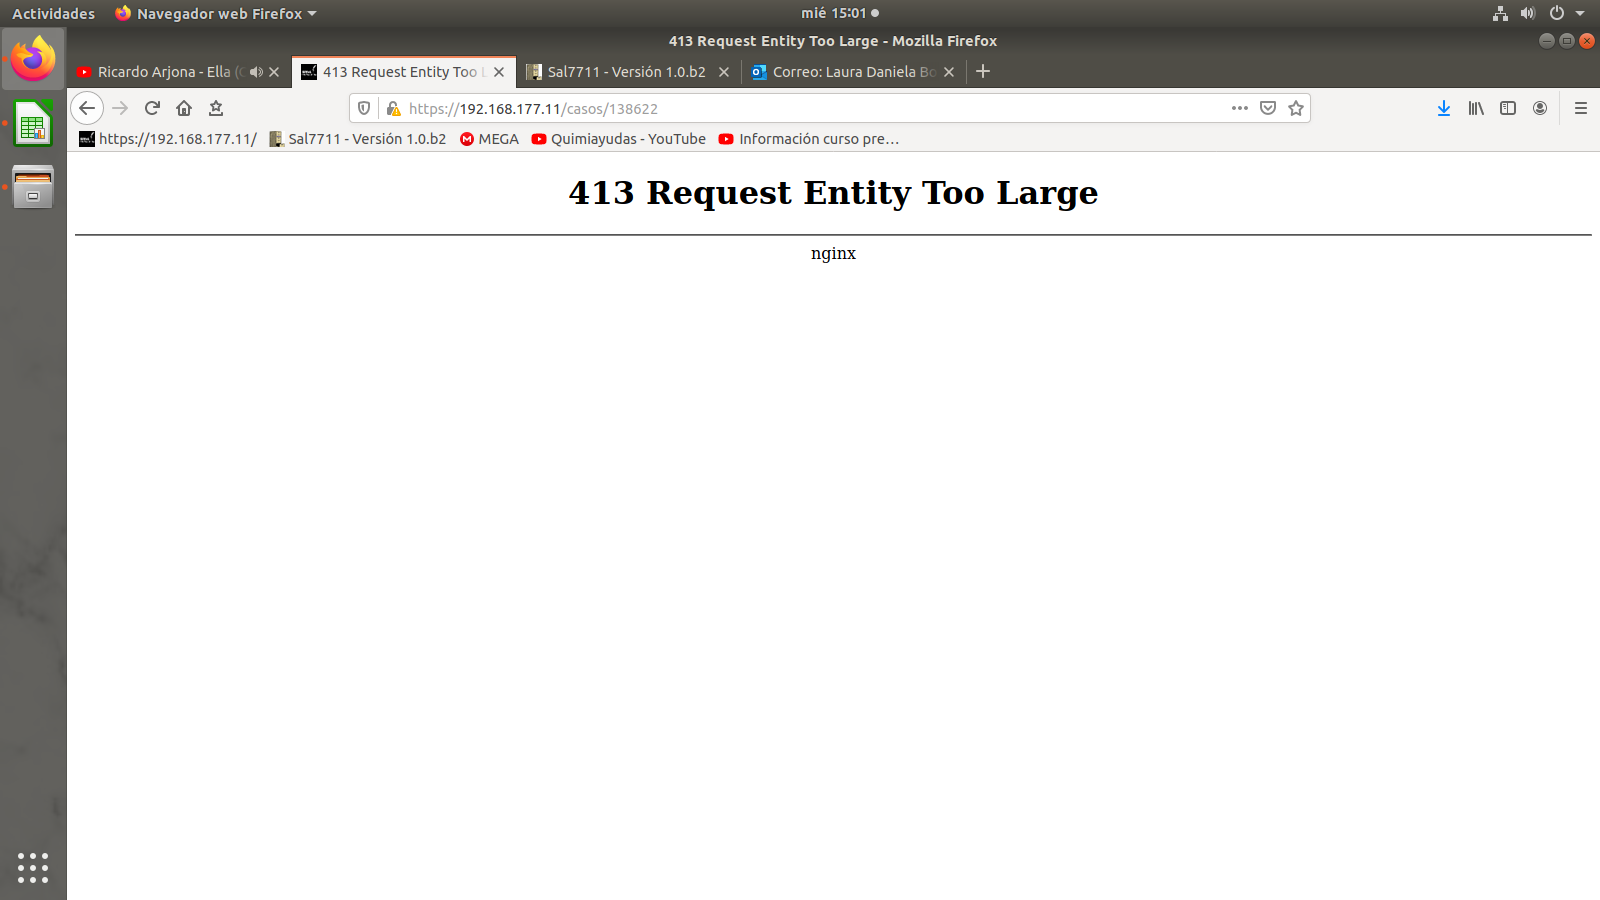 Actividades
Navegador web Firefox
mié 15:01
413 Request Entity Too Large - Mozilla Firefox
Ricardo Arjona - Ella (
413 Request Entity Too L
Sal7711 - Versión 1.0.b2
Correo: Laura Daniela Bo
https://192.168.177.11/casos/138622
https://192.168.177.11/
Sal7711 - Versión 1.0.b2
MEGA
Quimiayudas - YouTube
Información curso pre…
413 Request Entity Too Large
nginx